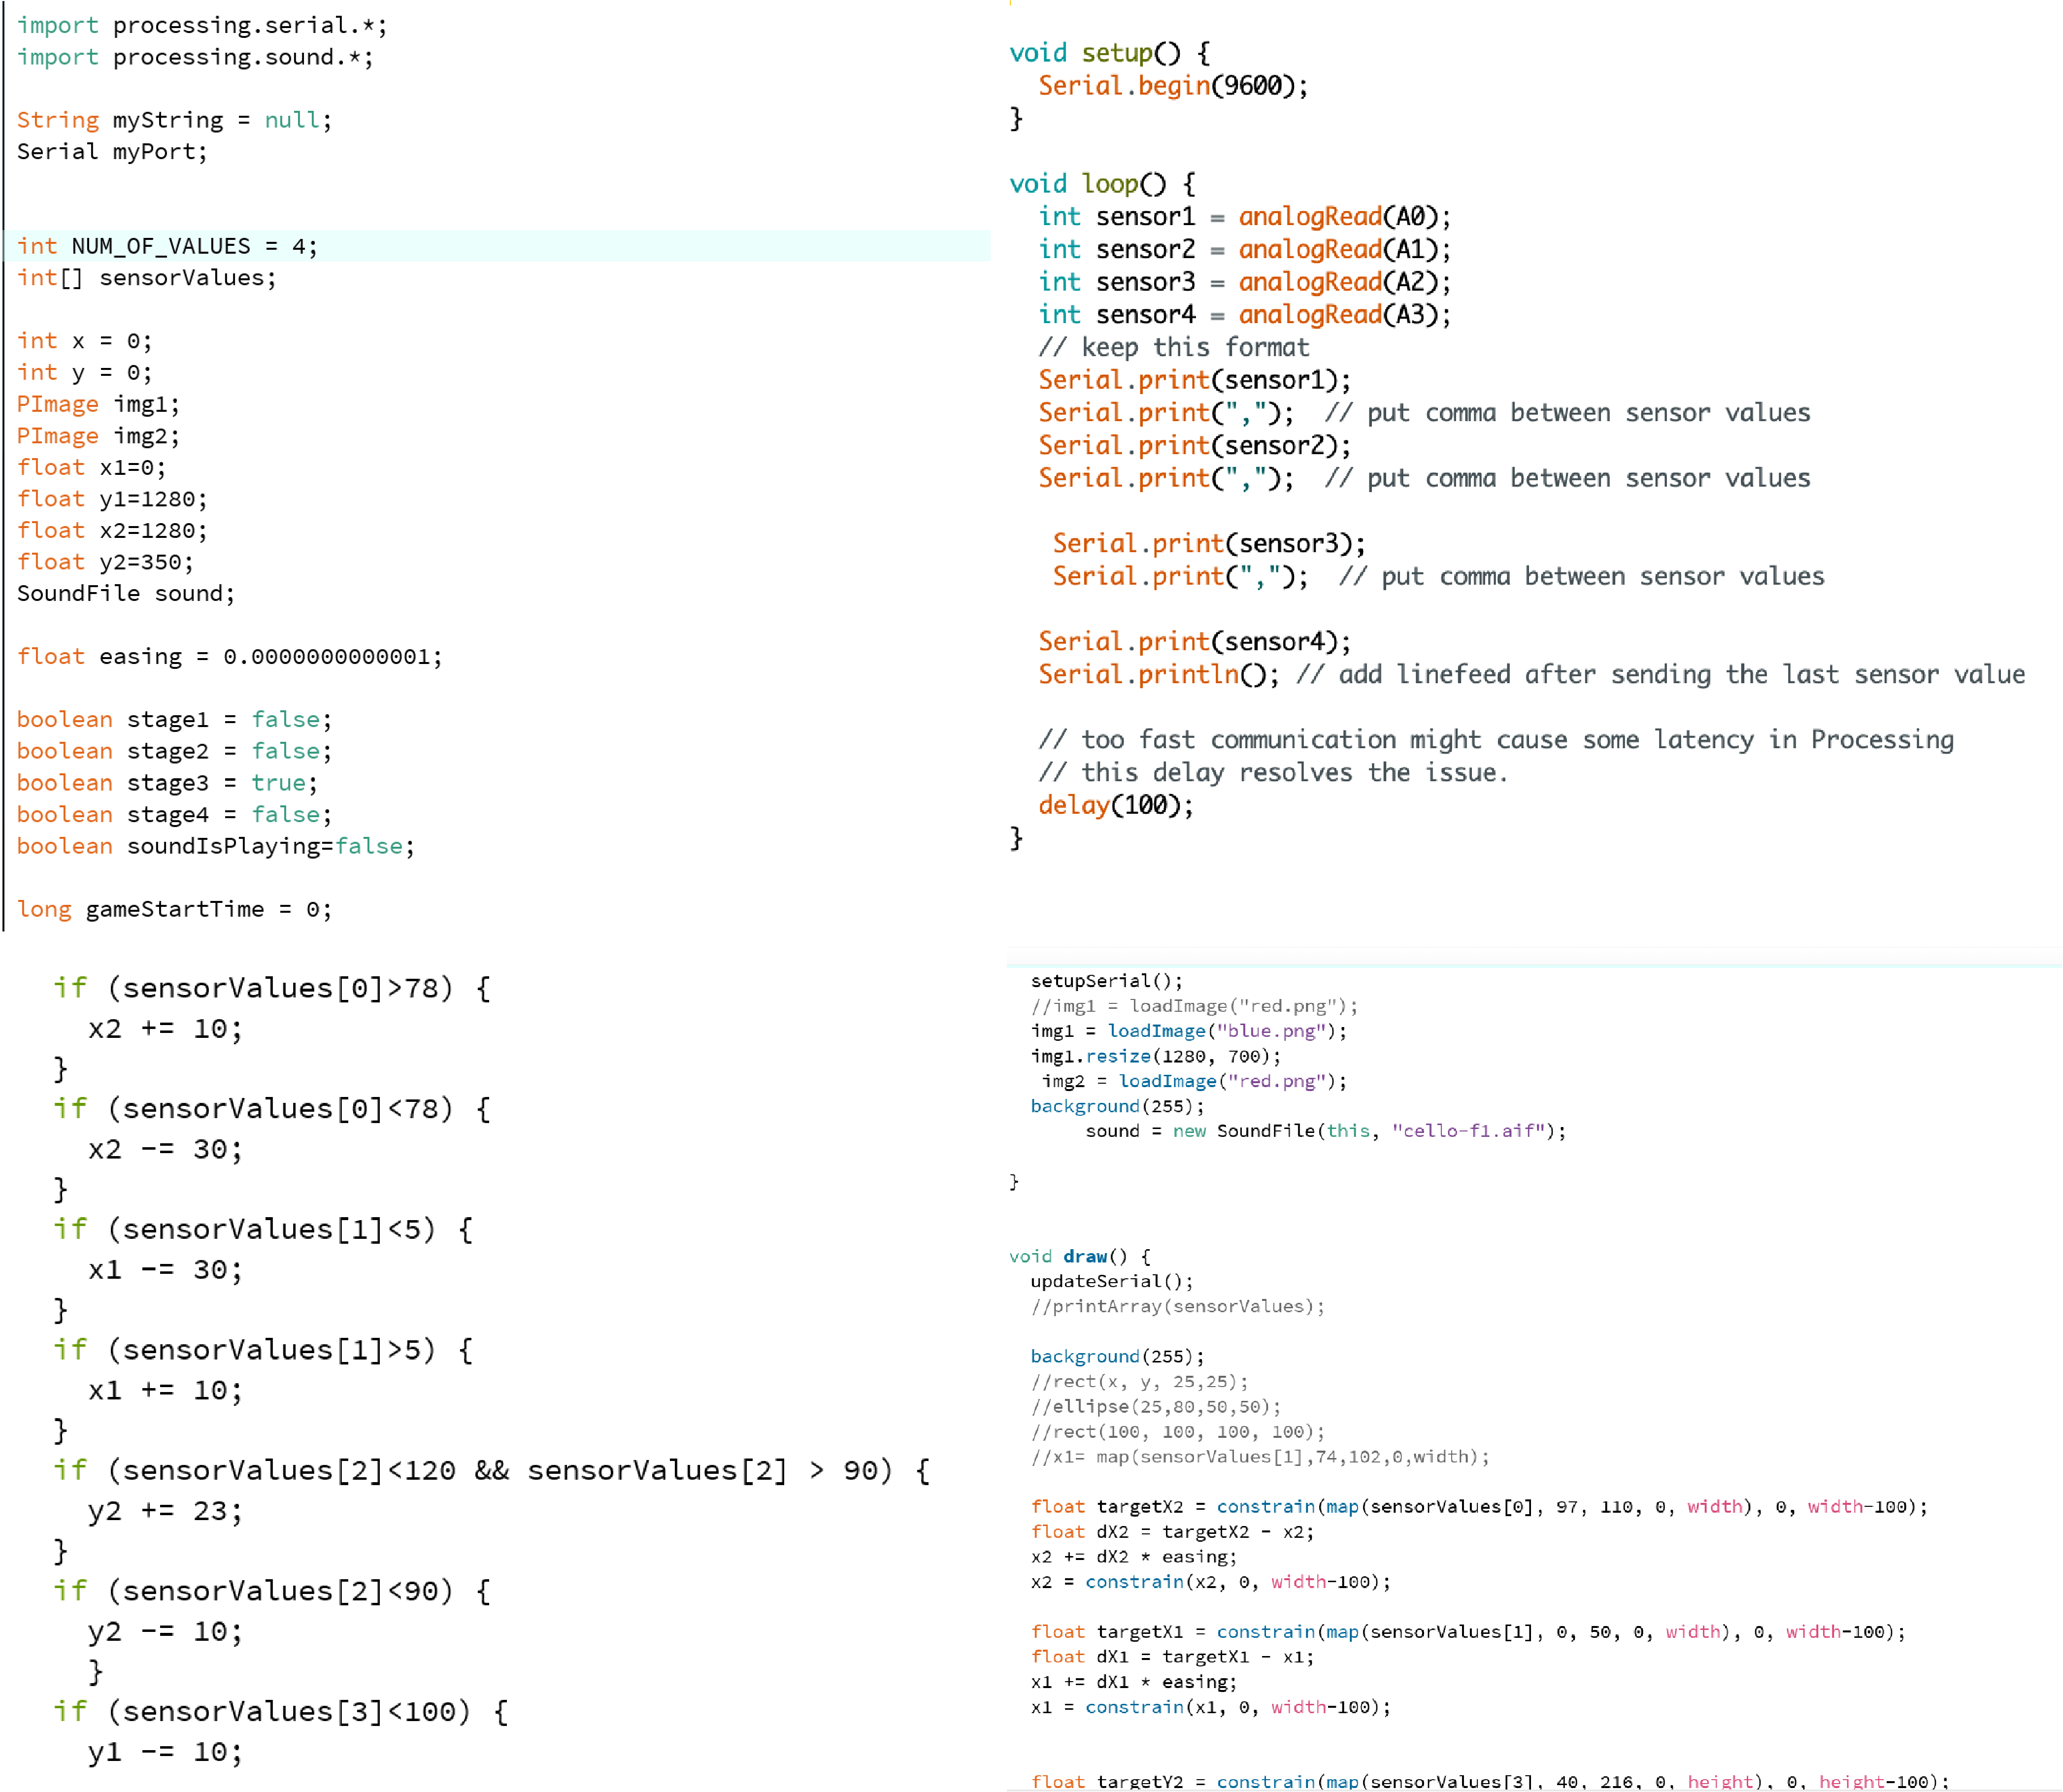 import processing.serial.*;
import processing.sound.*;
String myString = null;
Serial myPort;
int NUM_OF_VALUES = 4;
int[] sensorValues;
int x = 0;
int y = 0;
PImage img1;
PImage img2;
float x1=0;
float y1=1280;
float x2=1280;
float y2=350;
SoundFile sound;
float easing = 0.0000000000001;
boolean stage1 = false;
boolean stage2 = false;
boolean stage3 = true;
boolean stage4 = false;
boolean soundIsPlaying=false;
long gameStartTime = 0;
void setup() {
Serial.begin(9600);
}
void loop() {
int sensor1 = analogRead(A0);
int sensor2 = analogRead(A1);
int sensor3 = analogRead(A2);
int sensor4 = analogRead(A3);
// keep this format
Serial.print(sensor1);
Serial.print(","); // put comma between sensor values
Serial.print(sensor2);
Serial.print(","); // put comma between sensor values
Serial.print(sensor3);
Serial.print(","); // put comma between sensor values
Serial.print(sensor4);
Serial.println(); // add linefeed after sending the last sensor value
// too fast communication might cause some latency in Processing
// this delay resolves the issue.
delay(100);
}
if (sensorValues[0]>78) {
x2 += 10;
}
if (sensorValues[0]<78) {
x2 -= 30;
}
if (sensorValues[1]<5) {
x1 -= 30;
}
if (sensorValues[1]>5) {
x1 += 10;
}
if (sensorValues[2]<120 && sensorValues[2] > 90) {
y2 += 23;
}
if (sensorValues[2]<90) {
y2 -= 10;
}
if (sensorValues[3]<100) {
y1 -= 10;
setupSerial();
//img1 = loadImage("red.png");
img1 = loadImage("blue.png");
img1.resize(1280, 700);
img2 = loadImage("red.png");
background(255);
sound = new SoundFile(this, "cello-f1.aif");
}
void draw() {
updateSerial();
//printArray(sensorValues);
background(255);
//rect(x, y, 25,25);
//ellipse(25,80,50,50);
//rect(100, 100, 100, 100);
//x1= map(sensorValues[1],74,102,0,width);
float targetX2 = constrain(map(sensorValues[0], 97, 110, 0, width), 0, width-100);
float dX2 = targetX2 - x2;
x2 += dX2 * easing;
x2 = constrain(x2, 0, width-100);
float targetX1 = constrain(map(sensorValues[1], 0, 50, 0, width), 0, width-100);
float dX1 = targetX1 - x1;
x1 += dX1 * easing;
x1 = constrain(x1, 0, width-100);
float targetY2 = constrain(map(sensorValues[3], 40, 216, 0, height), 0, height-100);